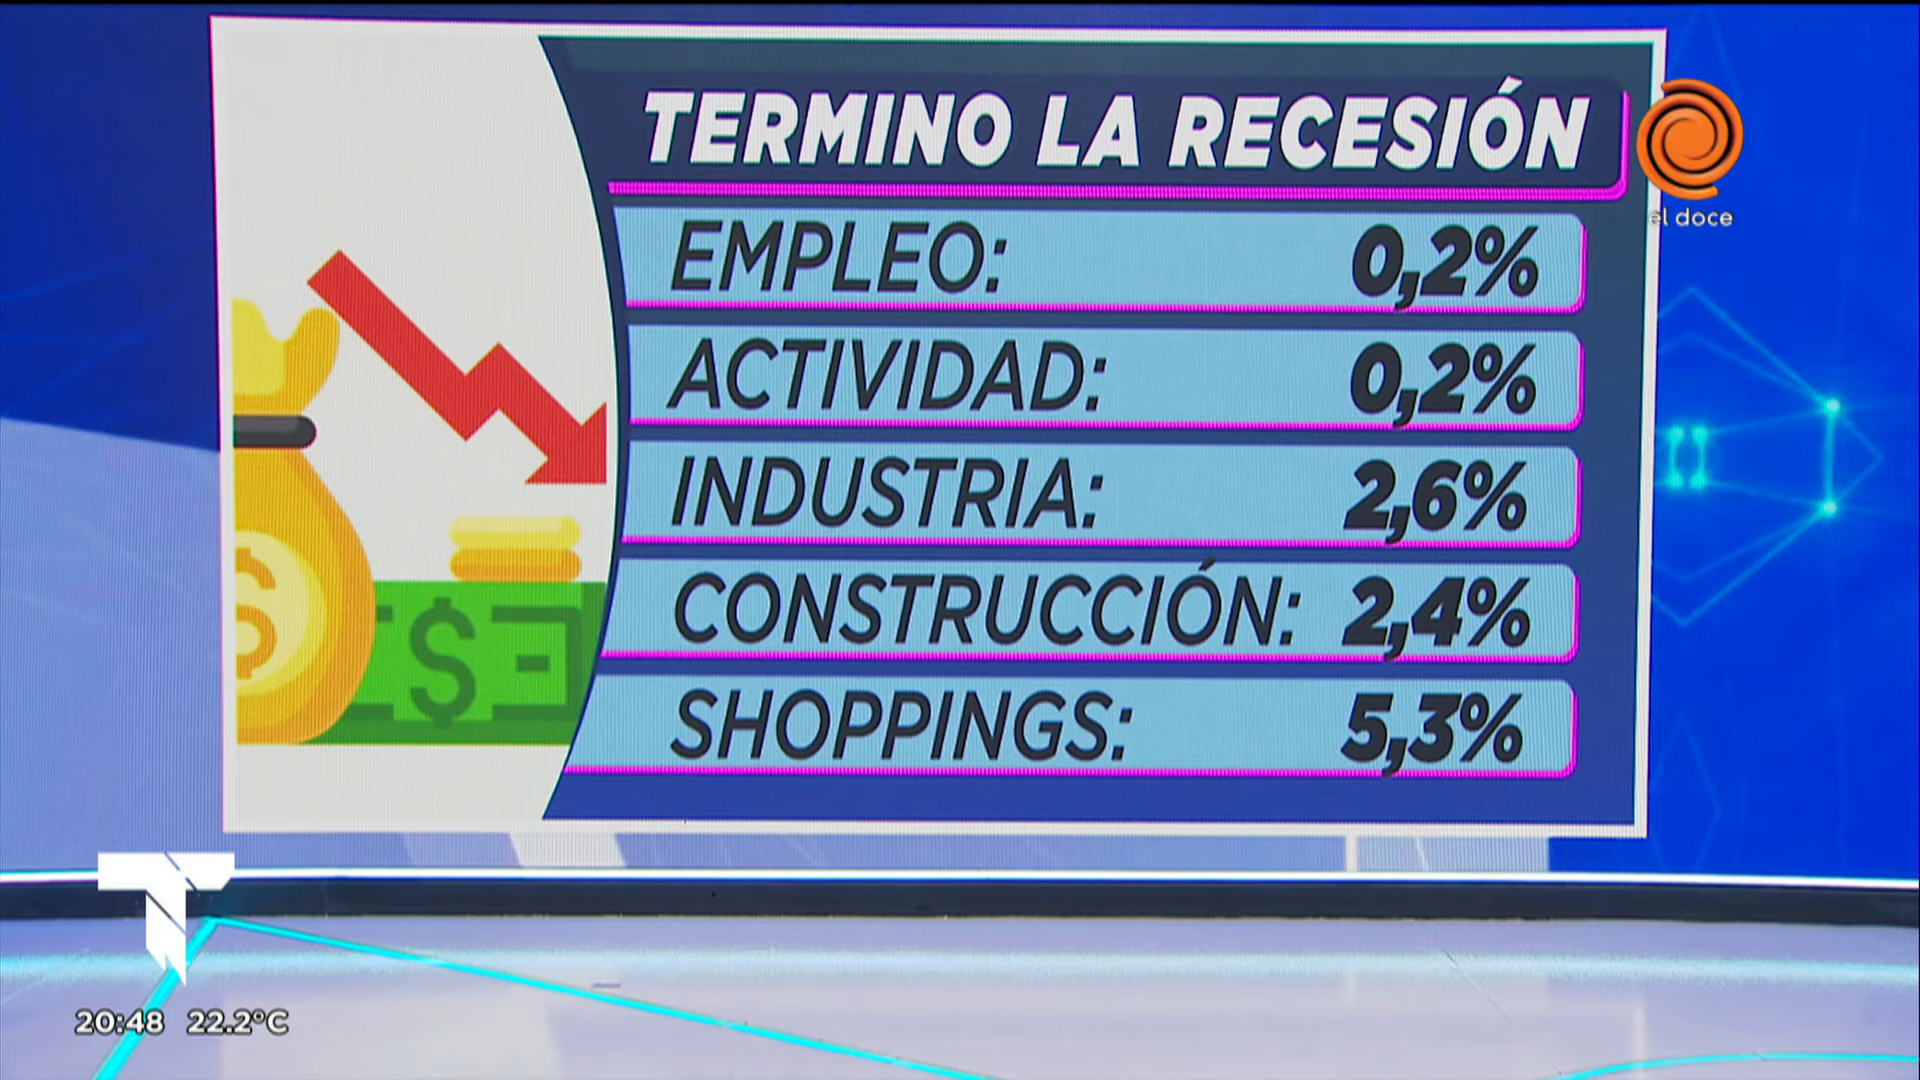 TERMINO LA RECESIÓN
EMPLEO: 0,2%
ACTIVIDAD: 0,2%
INDUSTRIA: 2,6%
CONSTRUCCIÓN: 2,4%
SHOPPINGS: 5,3%
el doce
$
$
20:48 22.2°C